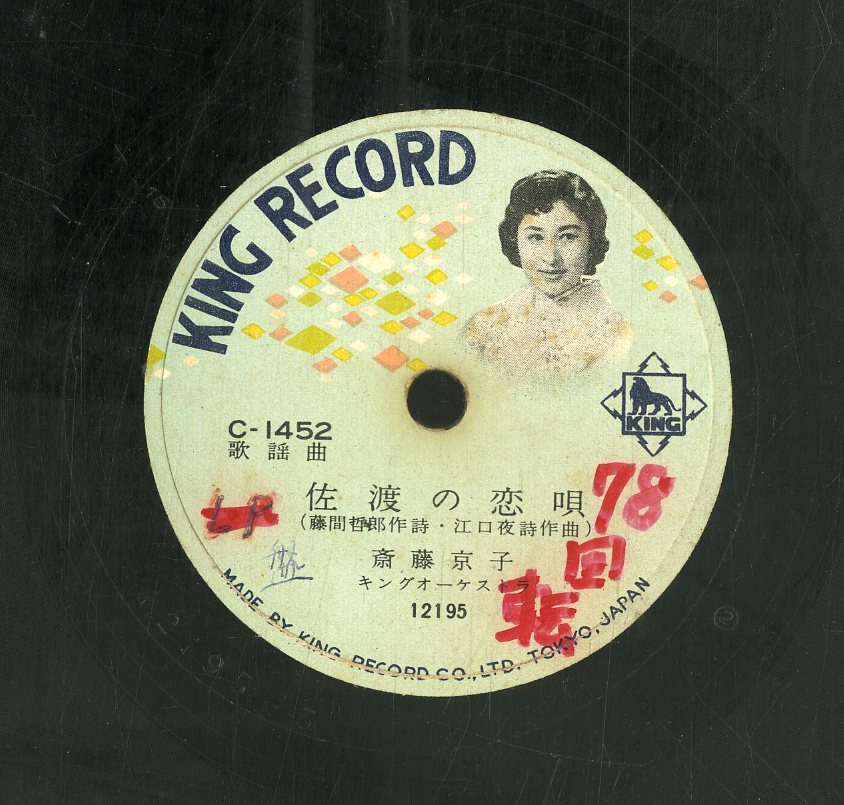 KING RECORD
KING
C-1452
歌謡曲
佐渡の恋唄
(藤間哲郎作詩・江口夜詩作曲)
斎藤京子
キングオーケストラ
12195
LP
78
回
転
MADE BY KING RECORD CO., LTD. TOKYO, JAPAN
12195